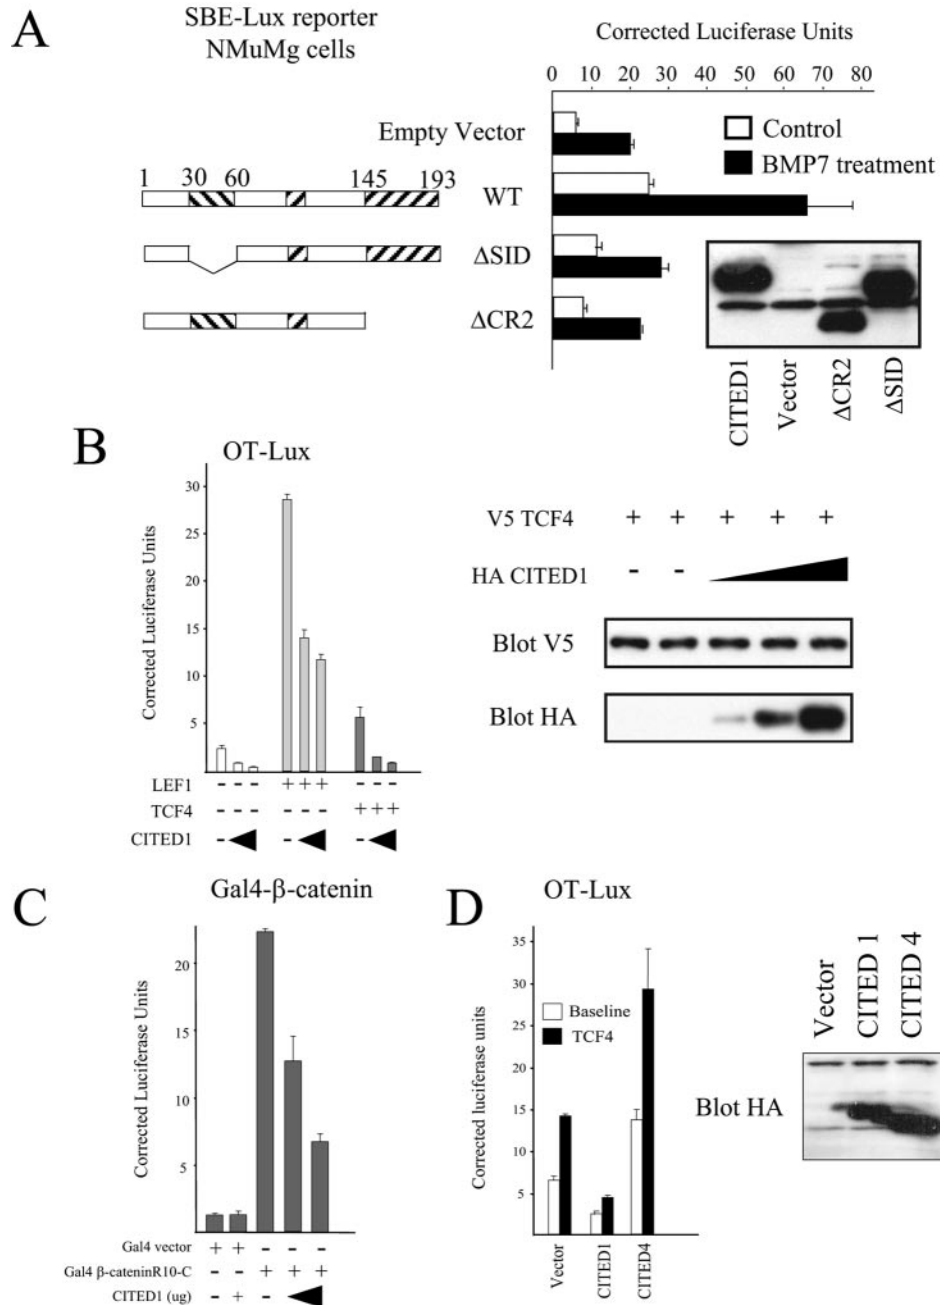 A
SBE-Lux reporter
NMuMg cells
Corrected Luciferase Units
0 10 20 30 40 50 60 70 80
Empty Vector
Control
BMP7 treatment
1 30 60 145 193
WT
ΔSID
ΔCR2
CITED1
Vector
ΔCR2
ΔSID
B
OT-Lux
Corrected Luciferase Units
30
25
20
15
10
5
LEF1 - - - + + + - - -
TCF4 - - - - - - + + +
CITED1 - - -
V5 TCF4 + + + + +
HA CITED1 - -
Blot V5
Blot HA
C
Gal4-β-catenin
Corrected Luciferase Units
20
15
10
5
Gal4 vector + + - - -
Gal4 β-cateninR10-C - - + + +
CITED1 (ug) - + -
D
OT-Lux
Corrected luciferase units
35
30
25
20
15
10
5
Baseline
TCF4
Vector
CITED1
CITED4
Blot HA
Vector
CITED 1
CITED 4